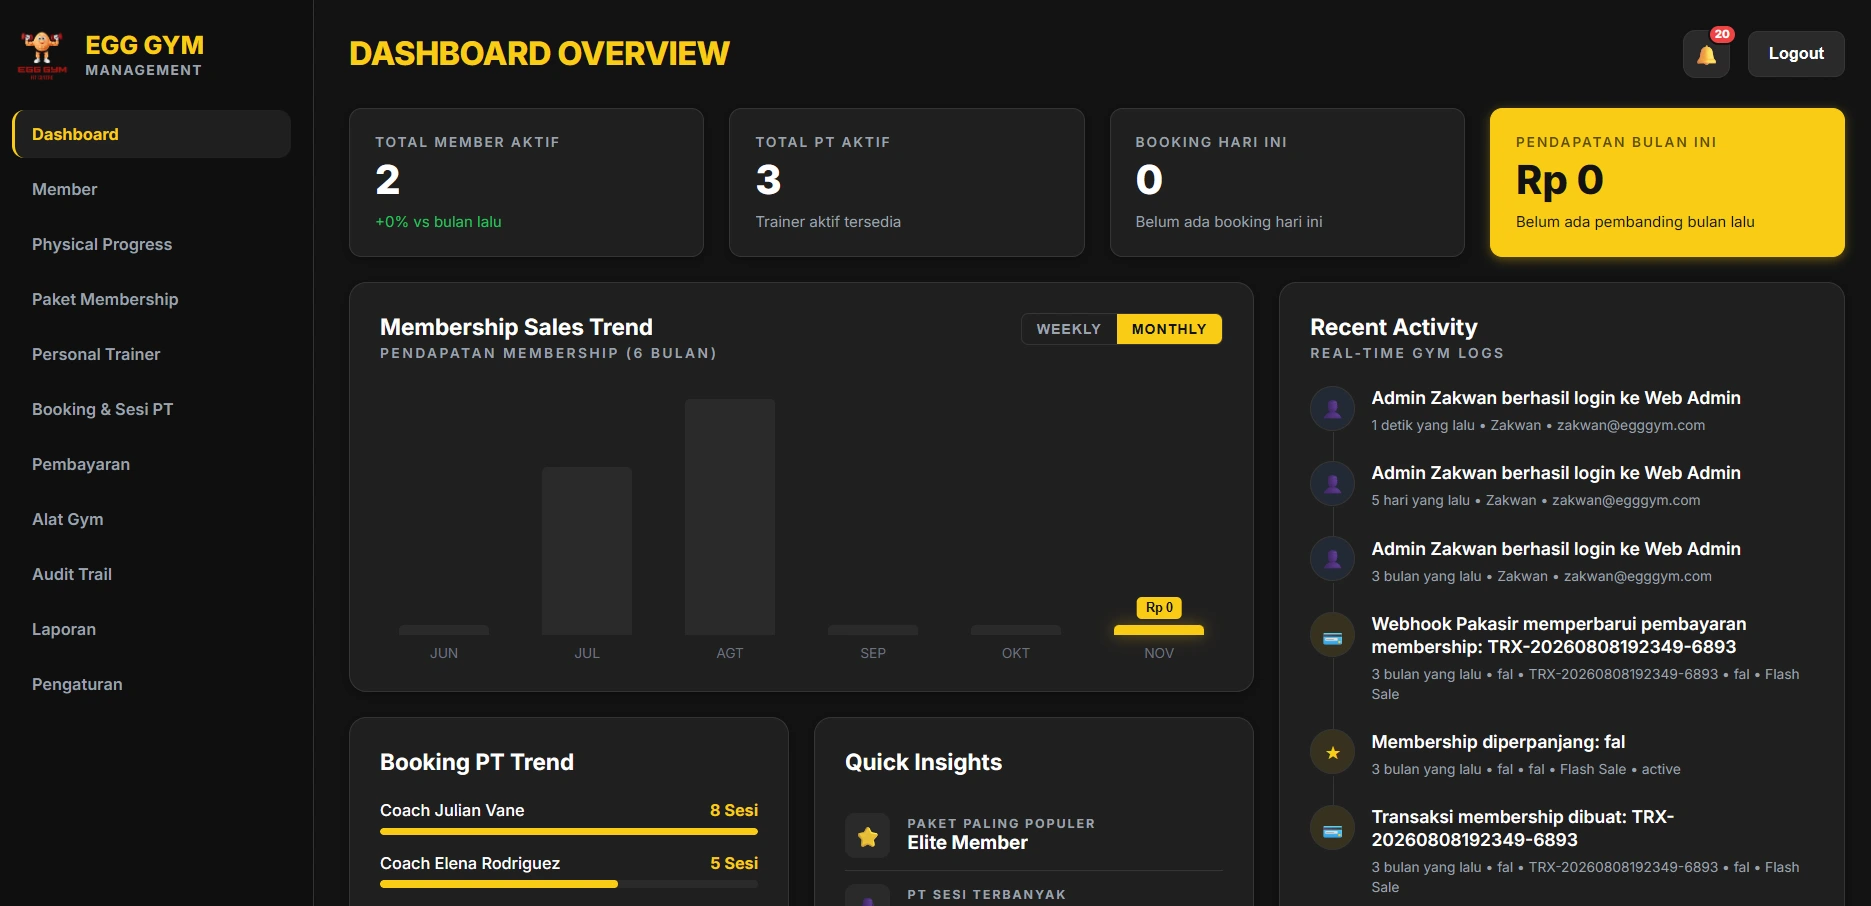 EGG GYM
MANAGEMENT
EGG GYM
Dashboard
Member
Physical Progress
Paket Membership
Personal Trainer
Booking & Sesi PT
Pembayaran
Alat Gym
Audit Trail
Laporan
Pengaturan
DASHBOARD OVERVIEW
20
Logout
TOTAL MEMBER AKTIF
2
+0% vs bulan lalu
TOTAL PT AKTIF
3
Trainer aktif tersedia
BOOKING HARI INI
0
Belum ada booking hari ini
PENDAPATAN BULAN INI
Rp 0
Belum ada pembanding bulan lalu
Membership Sales Trend
PENDAPATAN MEMBERSHIP (6 BULAN)
WEEKLY
MONTHLY
Rp 0
JUN
JUL
AGT
SEP
OKT
NOV
Booking PT Trend
Coach Julian Vane
8 Sesi
Coach Elena Rodriguez
5 Sesi
Quick Insights
PAKET PALING POPULER
Elite Member
PT SESI TERBANYAK
Recent Activity
REAL-TIME GYM LOGS
Admin Zakwan berhasil login ke Web Admin
1 detik yang lalu • Zakwan • zakwan@egggym.com
Admin Zakwan berhasil login ke Web Admin
5 hari yang lalu • Zakwan • zakwan@egggym.com
Admin Zakwan berhasil login ke Web Admin
3 bulan yang lalu • Zakwan • zakwan@egggym.com
Webhook Pakasir memperbarui pembayaran
membership: TRX-20260808192349-6893
3 bulan yang lalu • fal • TRX-20260808192349-6893 • fal • Flash
Sale
Membership diperpanjang: fal
3 bulan yang lalu • fal • fal • Flash Sale • active
Transaksi membership dibuat: TRX-
20260808192349-6893
3 bulan yang lalu • fal • TRX-20260808192349-6893 • fal • Flash
Sale